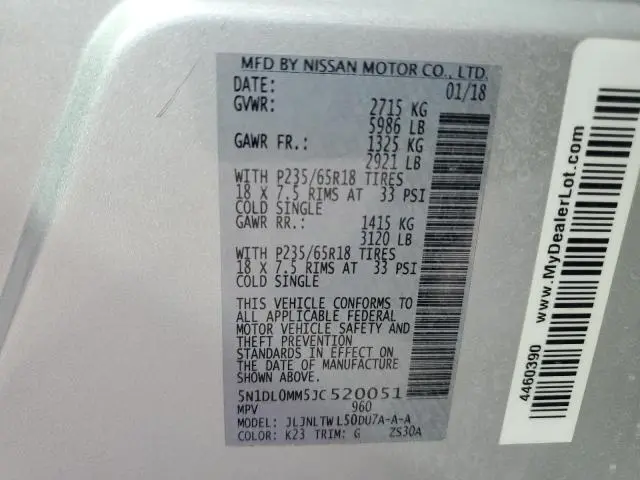 MFD BY NISSAN MOTOR CO., LTD.
DATE: 01/18
GVWR: 2715 KG
5986 LB
GAWR FR.: 1325 KG
2921 LB
WITH P235/65R18 TIRES
18 X 7.5 RIMS AT 33 PSI
COLD SINGLE
GAWR RR.: 1415 KG
3120 LB
WITH P235/65R18 TIRES
18 X 7.5 RIMS AT 33 PSI
COLD SINGLE
THIS VEHICLE CONFORMS TO
ALL APPLICABLE FEDERAL
MOTOR VEHICLE SAFETY AND
THEFT PREVENTION
STANDARDS IN EFFECT ON
THE DATE OF MANUFACTURE
SHOWN ABOVE.
5N1DL0MM5JC520051
MPV 960
MODEL: JLJNLTWL50DU7A-A-A
COLOR: K23 TRIM: G ZS30A
4460390
www.MyDealerLot.com